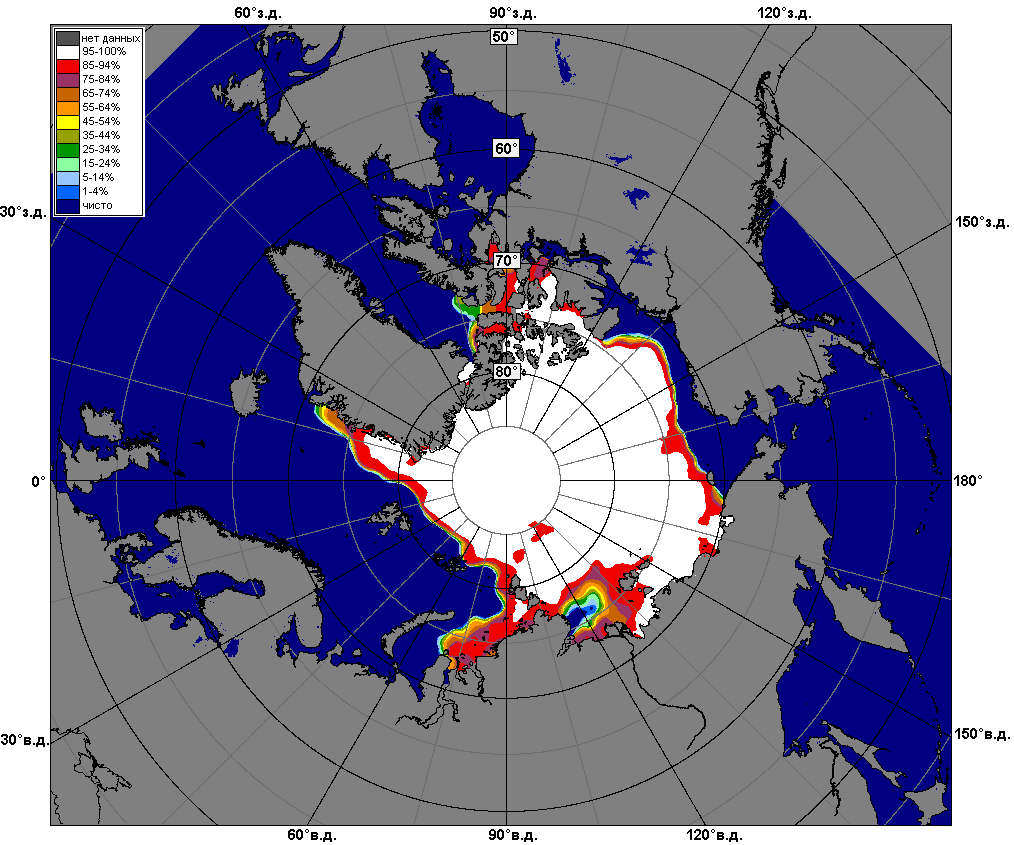 60°з.д.
90°з.д.
120°з.д.
нет данных
95-100%
85-94%
75-84%
65-74%
55-64%
45-54%
35-44%
25-34%
15-24%
5-14%
1-4%
чисто
50°
60°
30°з.д.
150°з.д.
70°
80°
0°
180°
30°в.д.
150°в.д.
60°в.д.
90°в.д.
120°в.д.